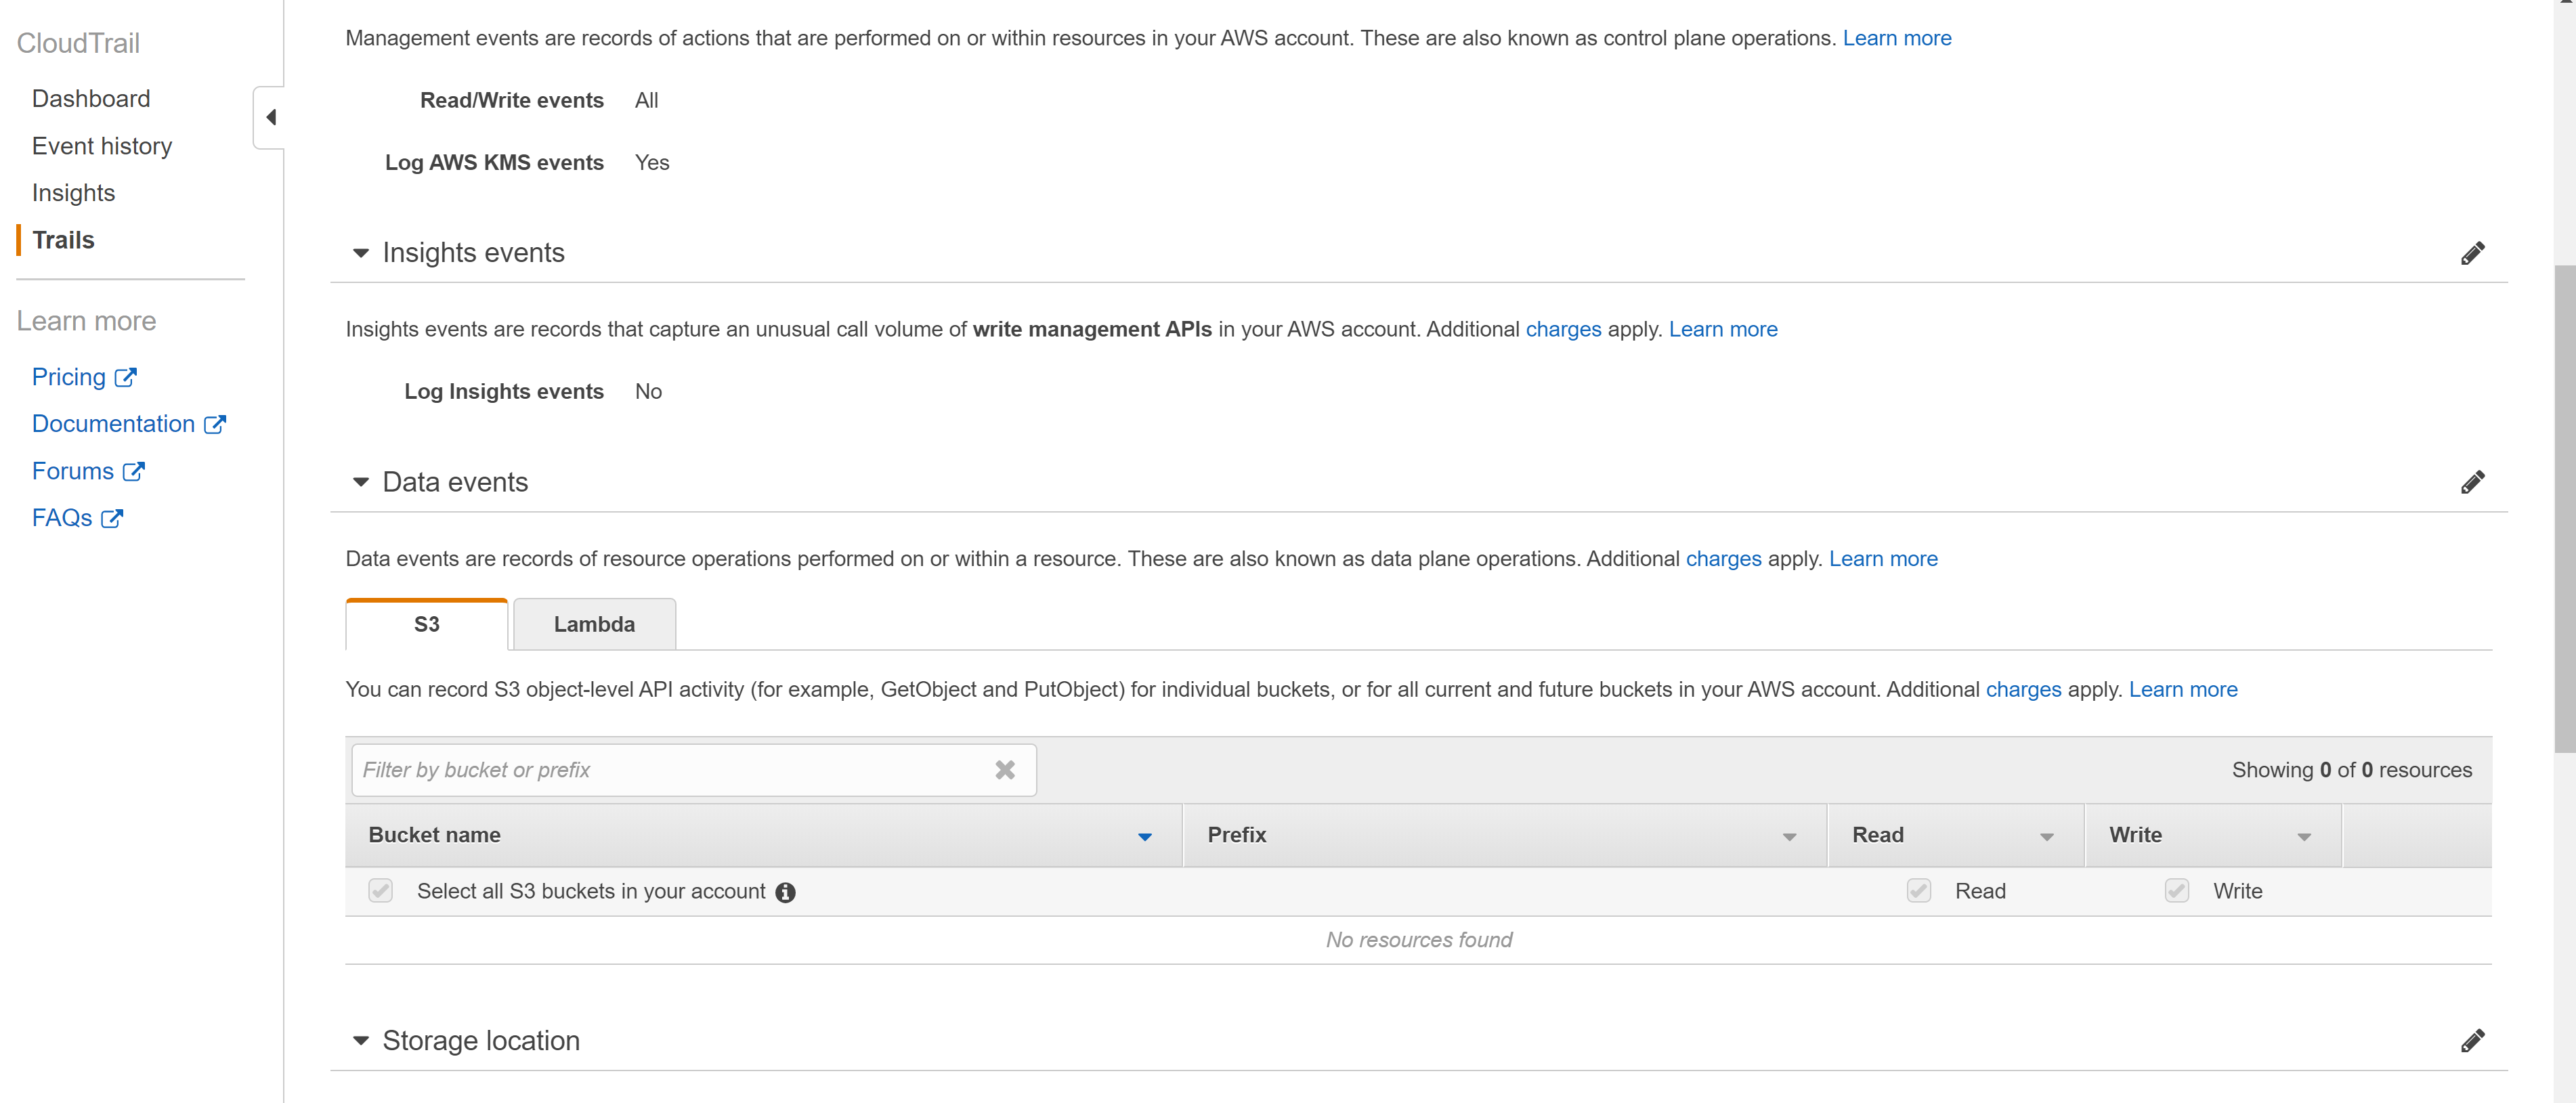 CloudTrail
Dashboard
Event history
Insights
Trails
Learn more
Pricing
Documentation
Forums
FAQs
Management events are records of actions that are performed on or within resources in your AWS account. These are also known as control plane operations. Learn more
Read/Write events All
Log AWS KMS events Yes
Insights events
Insights events are records that capture an unusual call volume of write management APIs in your AWS account. Additional charges apply. Learn more
Log Insights events No
Data events
Data events are records of resource operations performed on or within a resource. These are also known as data plane operations. Additional charges apply. Learn more
S3 Lambda
You can record S3 object-level API activity (for example, GetObject and PutObject) for individual buckets, or for all current and future buckets in your AWS account. Additional charges apply. Learn more
Filter by bucket or prefix Showing 0 of 0 resources
Bucket name Prefix Read Write
Select all S3 buckets in your account Read Write
No resources found
Storage location